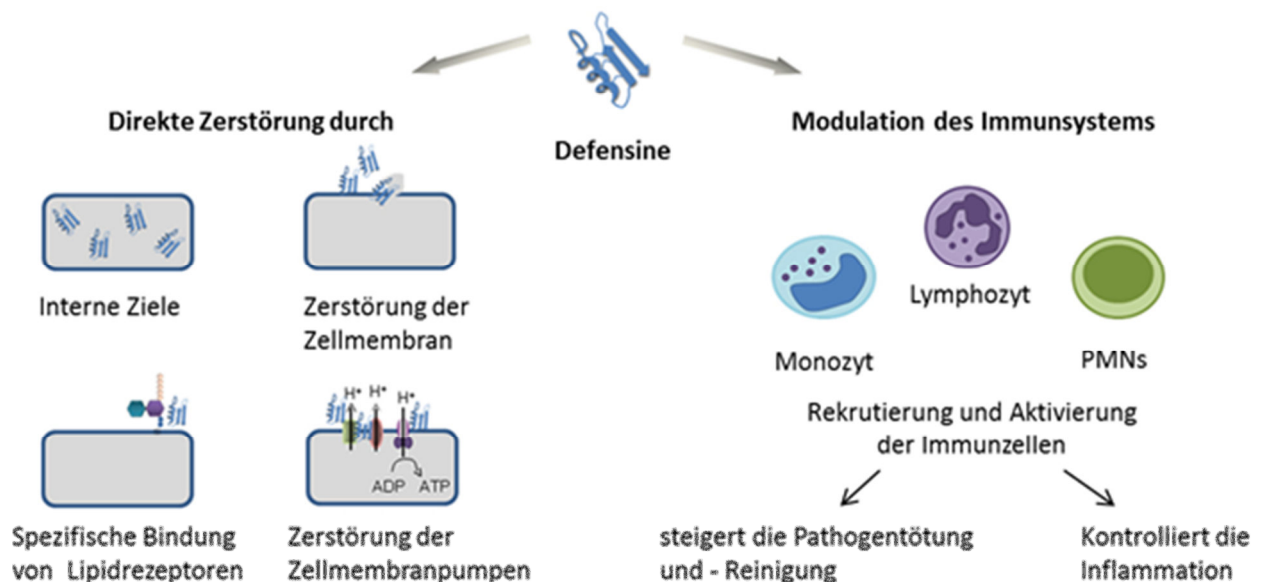 Defensine
Direkte Zerstörung durch
Interne Ziele
Zerstörung der
Zellmembran
H•
H•
H•
ADP
ATP
Spezifische Bindung
von Lipidrezeptoren
Zerstörung der
Zellmembranpumpen
Modulation des Immunsystems
Monozyt
Lymphozyt
PMNs
Rekrutierung und Aktivierung
der Immunzellen
steigert die Pathogentötung
und - Reinigung
Kontrolliert die
Inflammation